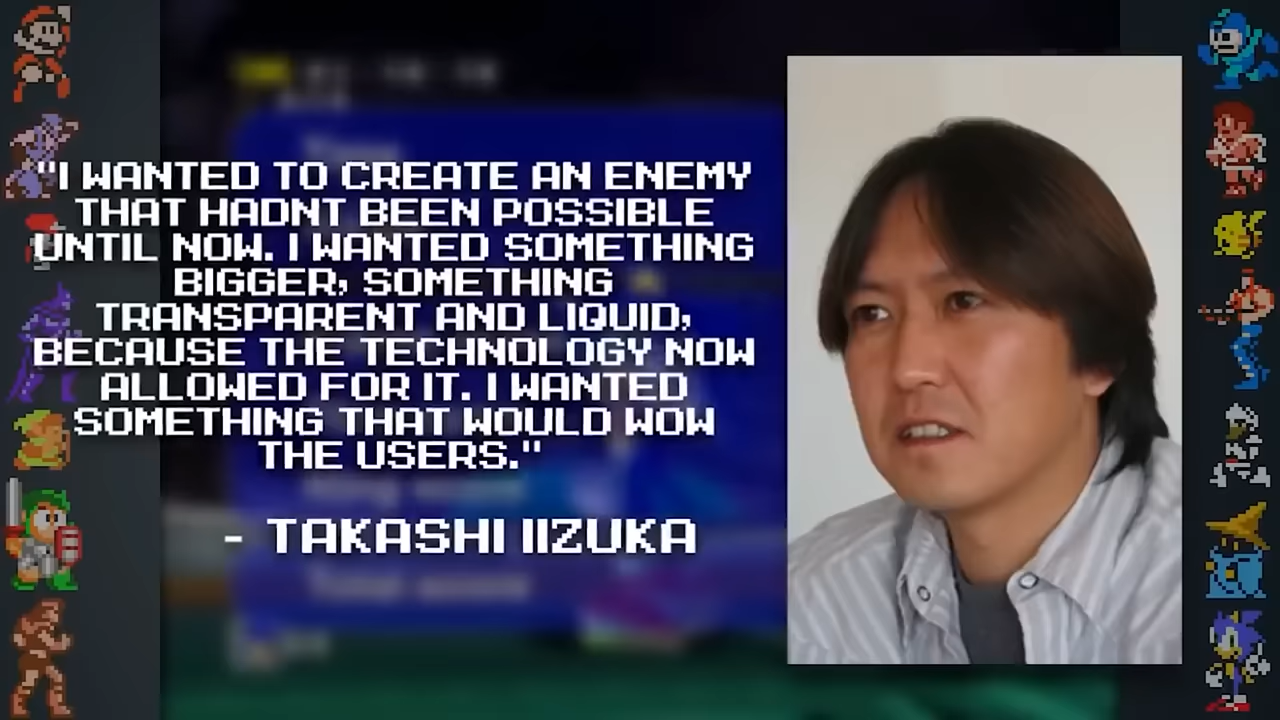 "I WANTED TO CREATE AN ENEMY
THAT HADNT BEEN POSSIBLE
UNTIL NOW. I WANTED SOMETHING
BIGGER, SOMETHING
TRANSPARENT AND LIQUID,
BECAUSE THE TECHNOLOGY NOW
ALLOWED FOR IT. I WANTED
SOMETHING THAT WOULD WOW
THE USERS."
- TAKASHI IIZUKA